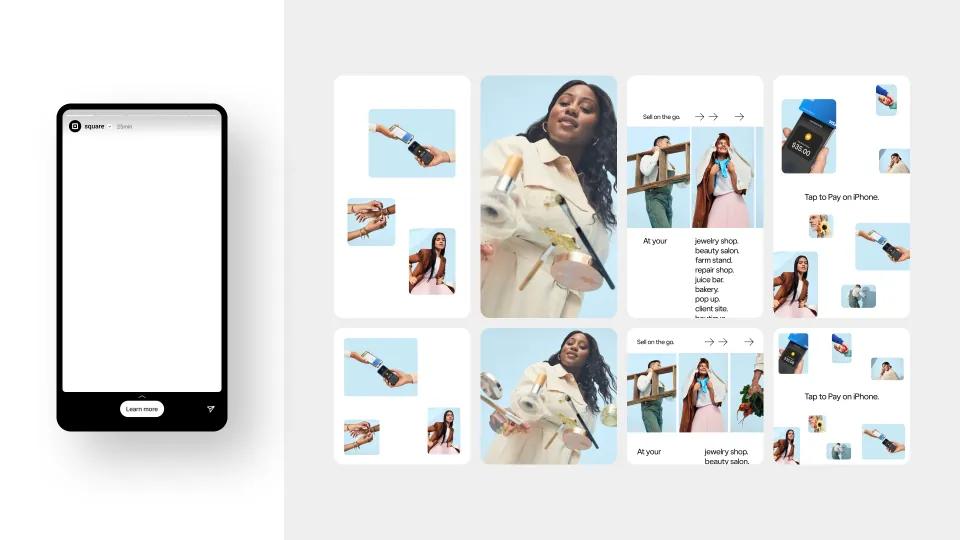 square
25min
Learn more
Sell on the go.
At your
jewelry shop.
beauty salon.
farm stand.
repair shop.
juice bar.
bakery.
pop up.
client site.
$35.00
Tap to Pay on iPhone.
Sell on the go.
At your
jewelry shop.
beauty salon.
Tap to Pay on iPhone.